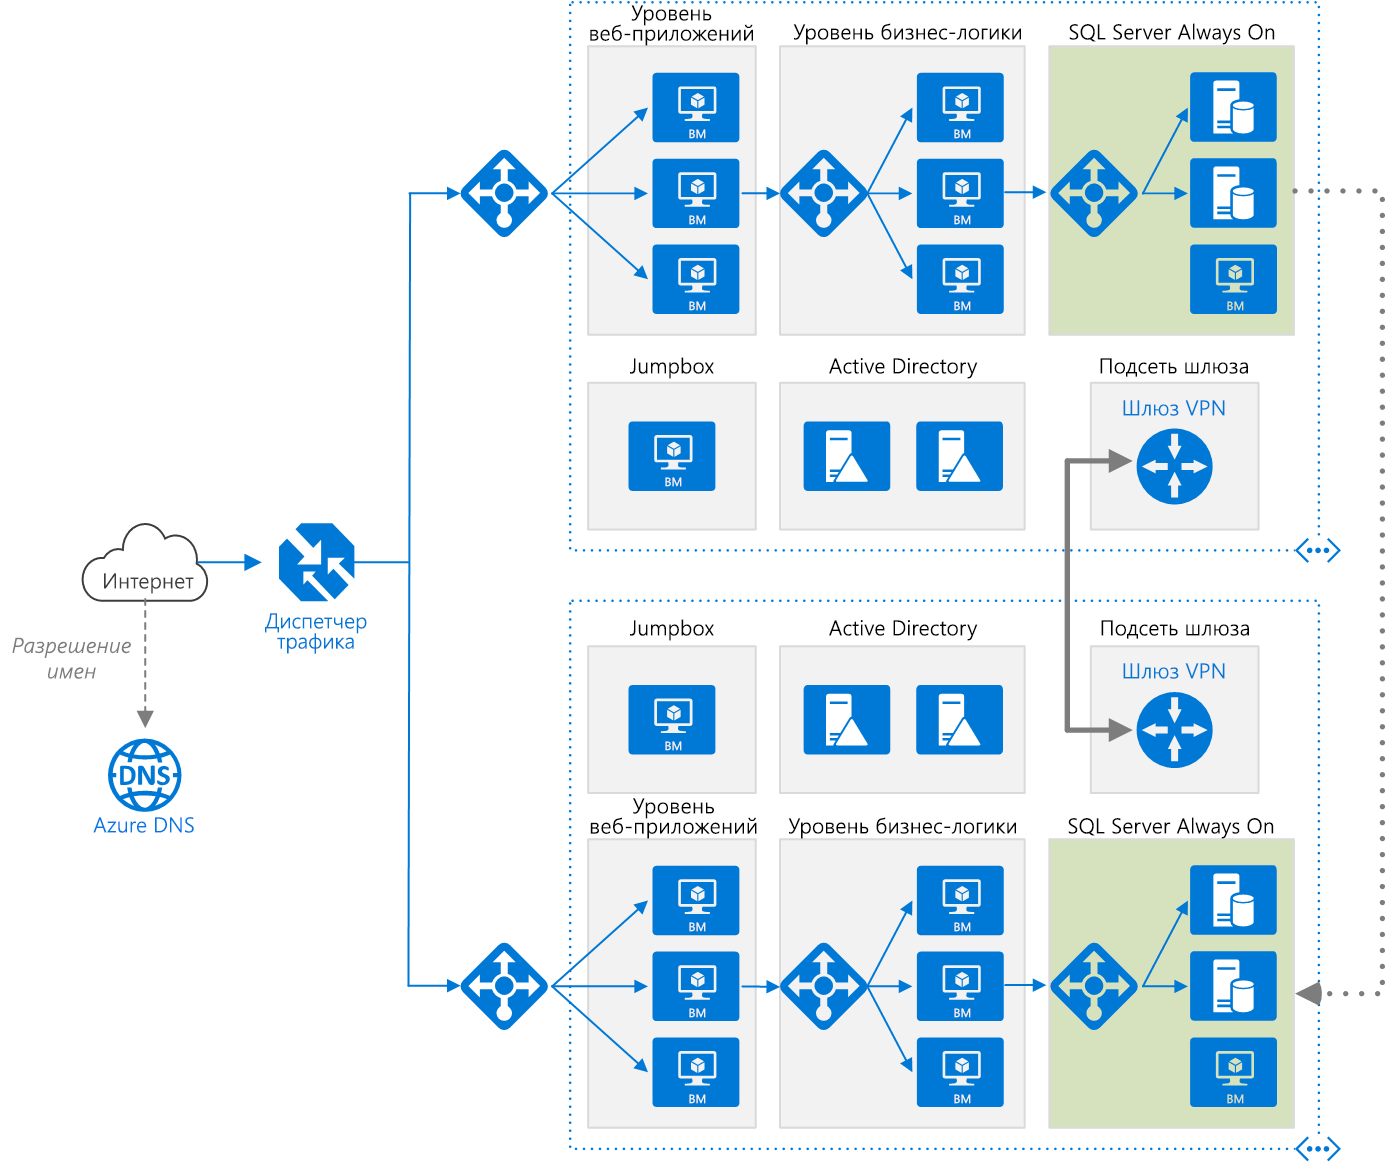 Уровень
веб-приложений
Уровень бизнес-логики
SQL Server Always On
ВМ
ВМ
ВМ
ВМ
ВМ
ВМ
ВМ
Jumpbox
Active Directory
Подсеть шлюза
Шлюз VPN
ВМ
Интернет
Диспетчер
трафика
Разрешение
имен
DNS
Azure DNS
Jumpbox
Active Directory
Подсеть шлюза
Шлюз VPN
ВМ
Уровень
веб-приложений
Уровень бизнес-логики
SQL Server Always On
ВМ
ВМ
ВМ
ВМ
ВМ
ВМ
ВМ